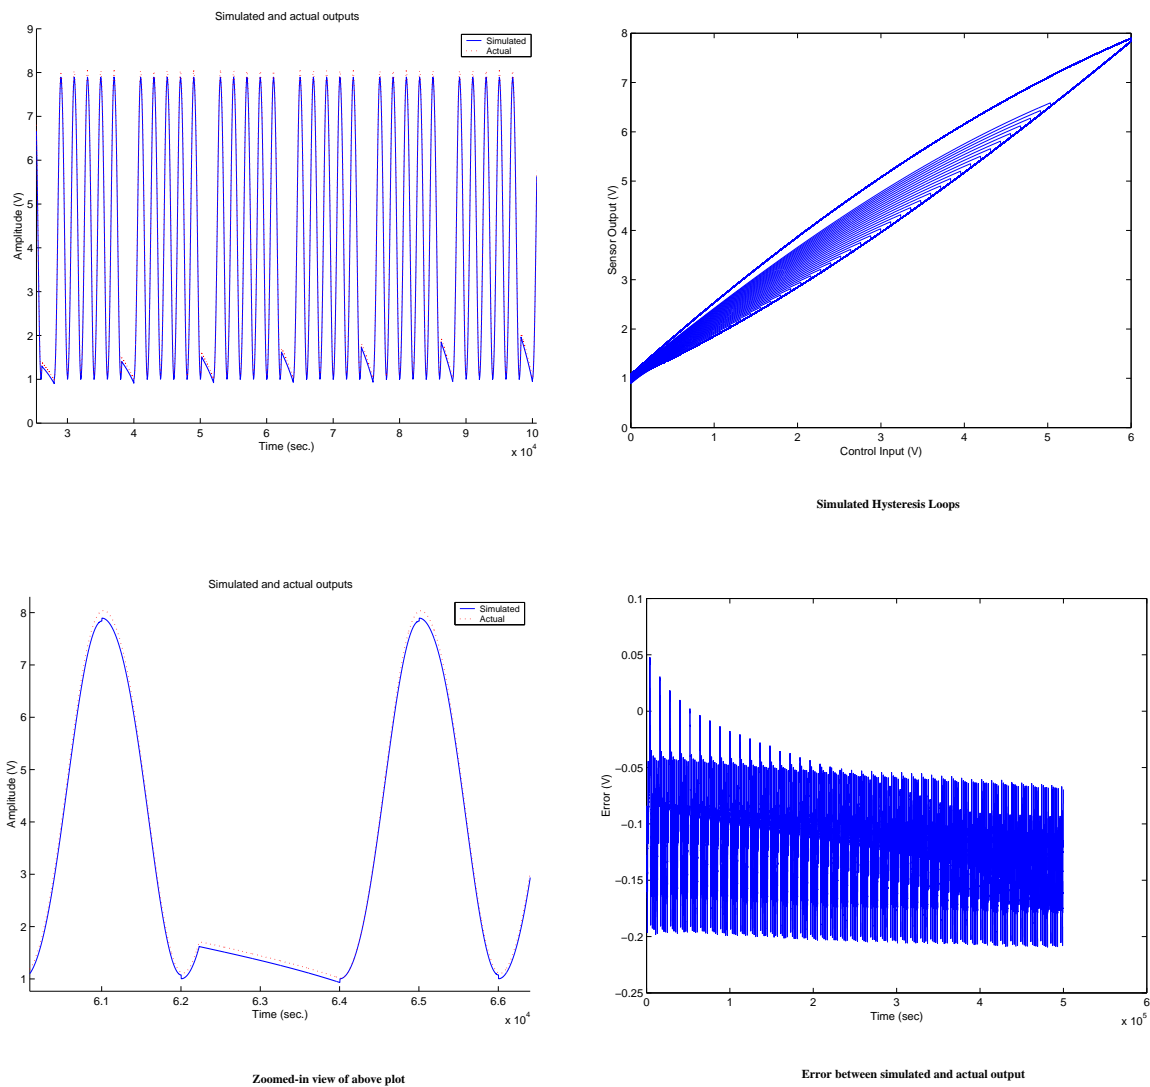 Simulated and actual outputs
9
8
7
6
5
4
3
2
1
0
Amplitude (V)
Simulated
Actual
3 4 5 6 7 8 9 10
Time (sec.)
x 10^4
8
7
6
5
4
3
2
1
0
Sensor Output (V)
0 1 2 3 4 5 6
Control Input (V)
Simulated Hysteresis Loops
Simulated and actual outputs
8
7
6
5
4
3
2
1
Amplitude (V)
Simulated
Actual
6.1 6.2 6.3 6.4 6.5 6.6
Time (sec.)
x 10^4
Zoomed-in view of above plot
0.1
0.05
0
−0.05
−0.1
−0.15
−0.2
−0.25
Error (V)
0 1 2 3 4 5 6
Time (sec)
x 10^5
Error between simulated and actual output